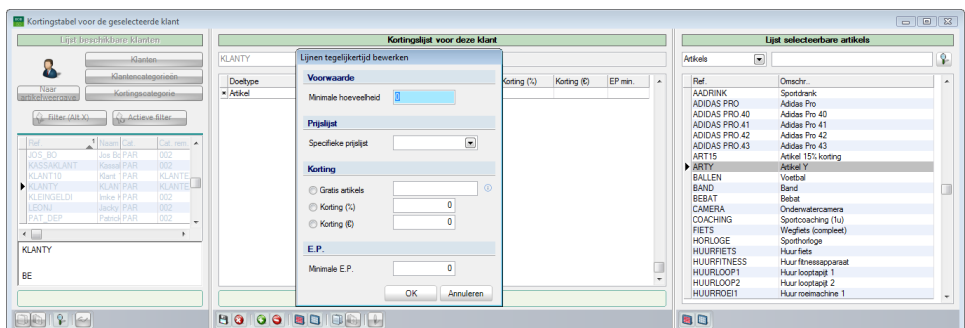 Kortingstabel voor de geselecteerde klant
Lijst beschikbare klanten
Klanten
Klantencategorieën
Naar artikelweergave
Kortingscategorie
Filter (Alt X)
Actieve filter
Ref. Naam Cat. Cat. rem.
JOS_BO Jos Bo PAR 002
KASSAKLANT Kassa PAR 002
KLANT10 Klant PAR KLANTE
KLANTY KLAN PAR KLANTE
KLEINGELDI Imke K PAR 002
LEONJ Jacky PAR 002
PAT_DEP Patrick PAR 002
KLANTY
BE
Kortingslijst voor deze klant
KLANTY
Doeltype
Korting (%) Korting (€) EP min.
Artikel
Lijnen tegelijkertijd bewerken
Voorwaarde
Minimale hoeveelheid 0
Prijslijst
Specifieke prijslijst
Korting
Gratis artikels
Korting (%) 0
Korting (€) 0
E.P.
Minimale E.P. 0
OK Annuleren
Lijst selecteerbare artikels
Artikels
Ref. Omschr..
AADRINK Sportdrank
ADIDAS PRO Adidas Pro
ADIDAS PRO.40 Adidas Pro 40
ADIDAS PRO.41 Adidas Pro 41
ADIDAS PRO.42 Adidas Pro 42
ADIDAS PRO.43 Adidas Pro 43
ART15 Artikel 15% korting
ARTY Artikel Y
BALLEN Voetbal
BAND Band
BEBAT Bebat
CAMERA Onderwatercamera
COACHING Sportcoaching (1u)
FIETS Wegfiets (compleet)
HORLOGE Sporthorloge
HUURFIETS Huur fiets
HUURFITNESS Huur fitnessapparaat
HUURLOOP1 Huur looptapijt 1
HUURLOOP2 Huur looptapijt 2
HUURROEI1 Huur roeimachine 1